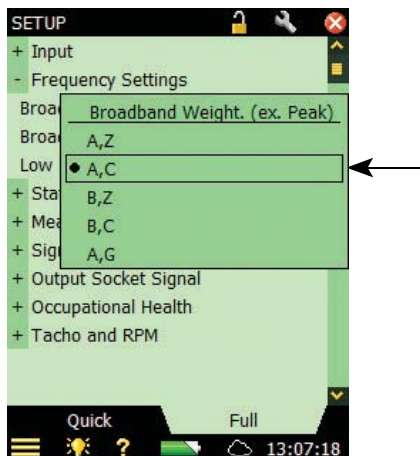 SETUP
+ Input
- Frequency Settings
Broa
Broadband Weight. (ex. Peak)
Broa
A,Z
Low
A,C
+ Sta
B,Z
+ Mea
B,C
+ Sig
A,G
+ Output Socket Signal
+ Occupational Health
+ Tacho and RPM
Quick Full
? 13:07:18